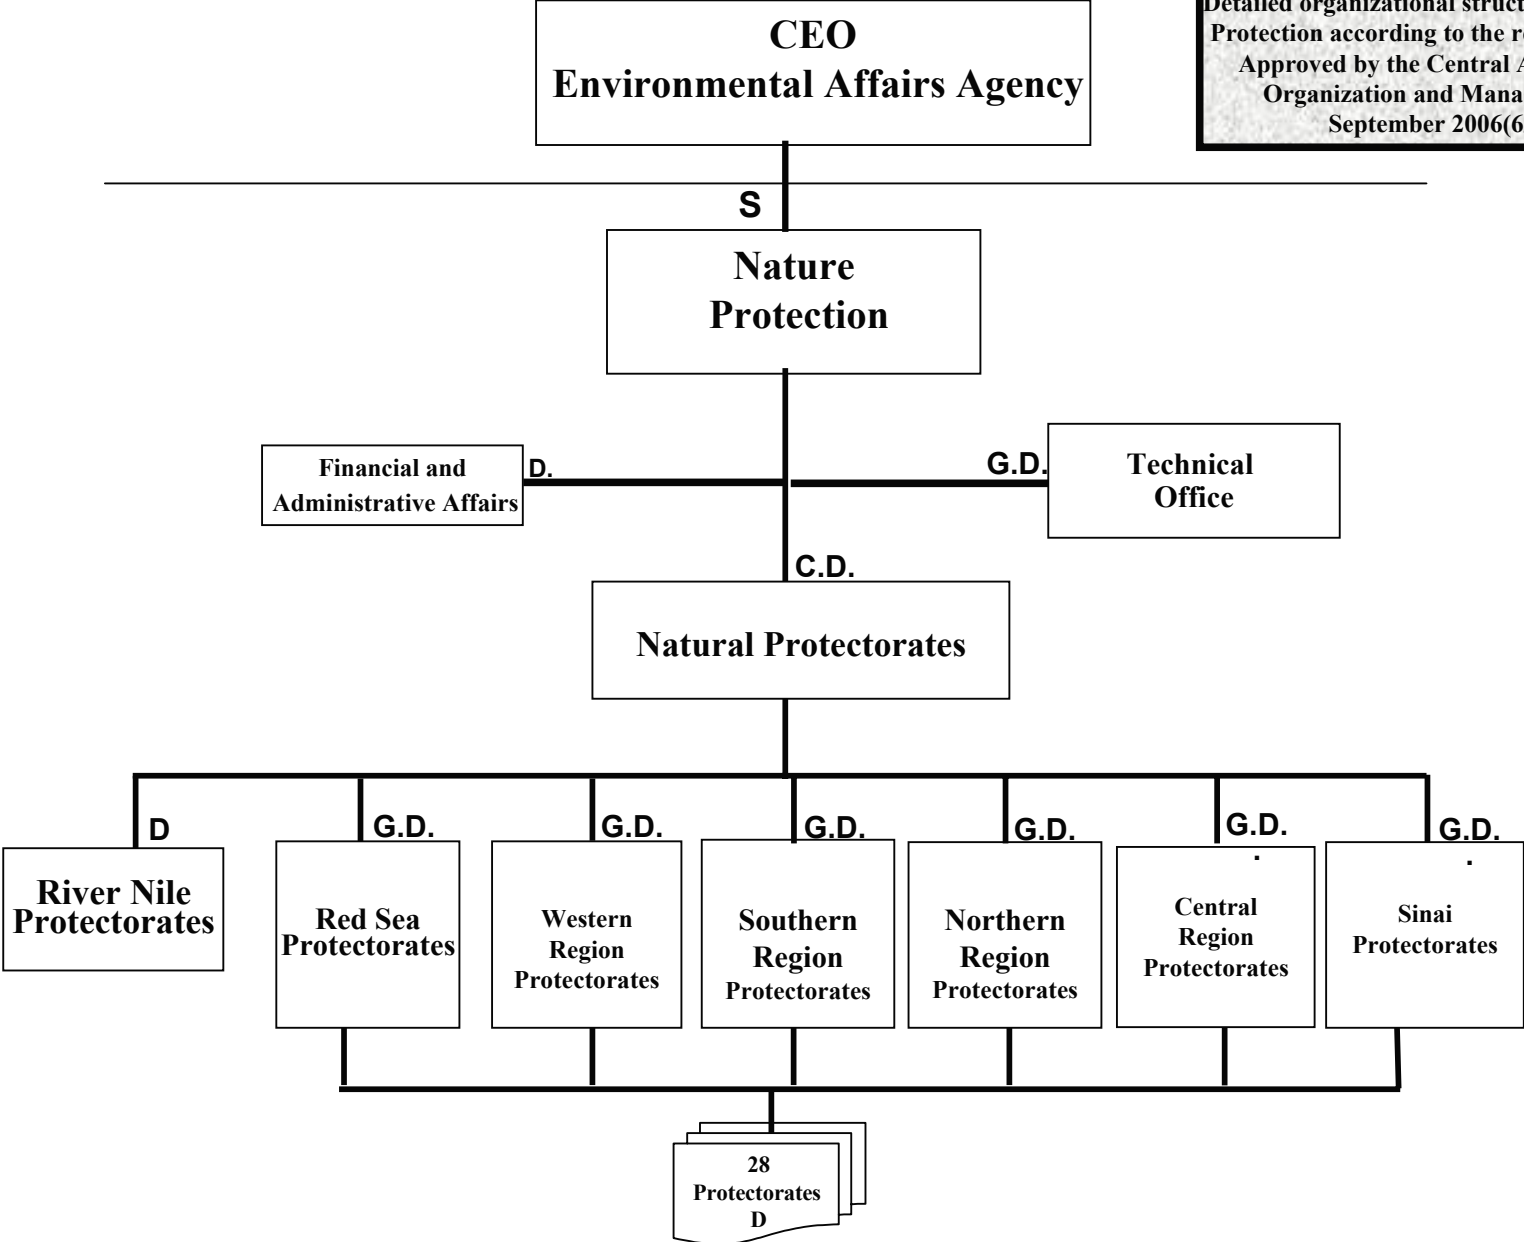 CEO
Environmental Affairs Agency
Detailed organizational
Protection according to the
Approved by the Central
Organization and
September 2006(6
S
Nature
Protection
Financial and
Administrative Affairs
D.
G.D.
Technical
Office
C.D.
Natural Protectorates
D
G.D.
G.D.
G.D.
G.D.
G.D.
.
G.D.
.
River Nile
Protectorates
Red Sea
Protectorates
Western
Region
Protectorates
Southern
Region
Protectorates
Northern
Region
Protectorates
Central
Region
Protectorates
Sinai
Protectorates
28
Protectorates
D